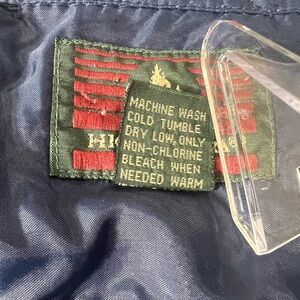 MACHINE WASH
COLD TUMBLE
DRY LOW, ONLY
NON-CHLORINE
BLEACH WHEN
NEEDED WARM